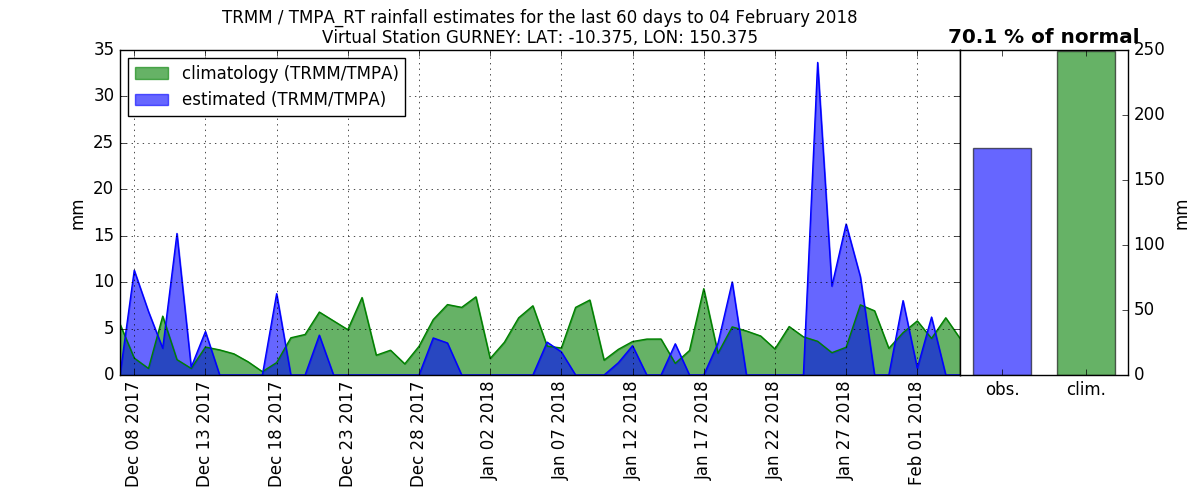 TRMM / TMPA_RT rainfall estimates for the last 60 days to 04 February 2018
Virtual Station GURNEY: LAT: -10.375, LON: 150.375
70.1 % of normal
climatology (TRMM/TMPA)
estimated (TRMM/TMPA)
35
30
25
20
15
10
5
0
mm
Dec 08 2017
Dec 13 2017
Dec 18 2017
Dec 23 2017
Dec 28 2017
Jan 02 2018
Jan 07 2018
Jan 12 2018
Jan 17 2018
Jan 22 2018
Jan 27 2018
Feb 01 2018
obs.
clim.
250
200
150
100
50
0
mm